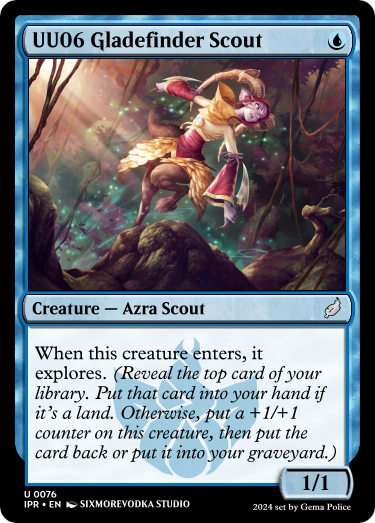 UU06 Gladefinder Scout
Creature — Azra Scout
When this creature enters, it
explores. (Reveal the top card of your
library. Put that card into your hand if
it's a land. Otherwise, put a +1/+1
counter on this creature, then put the
card back or put it into your graveyard.)
1/1
U 0076
IPR • EN SIXMOREVODKA STUDIO
2024 set by Gema Police